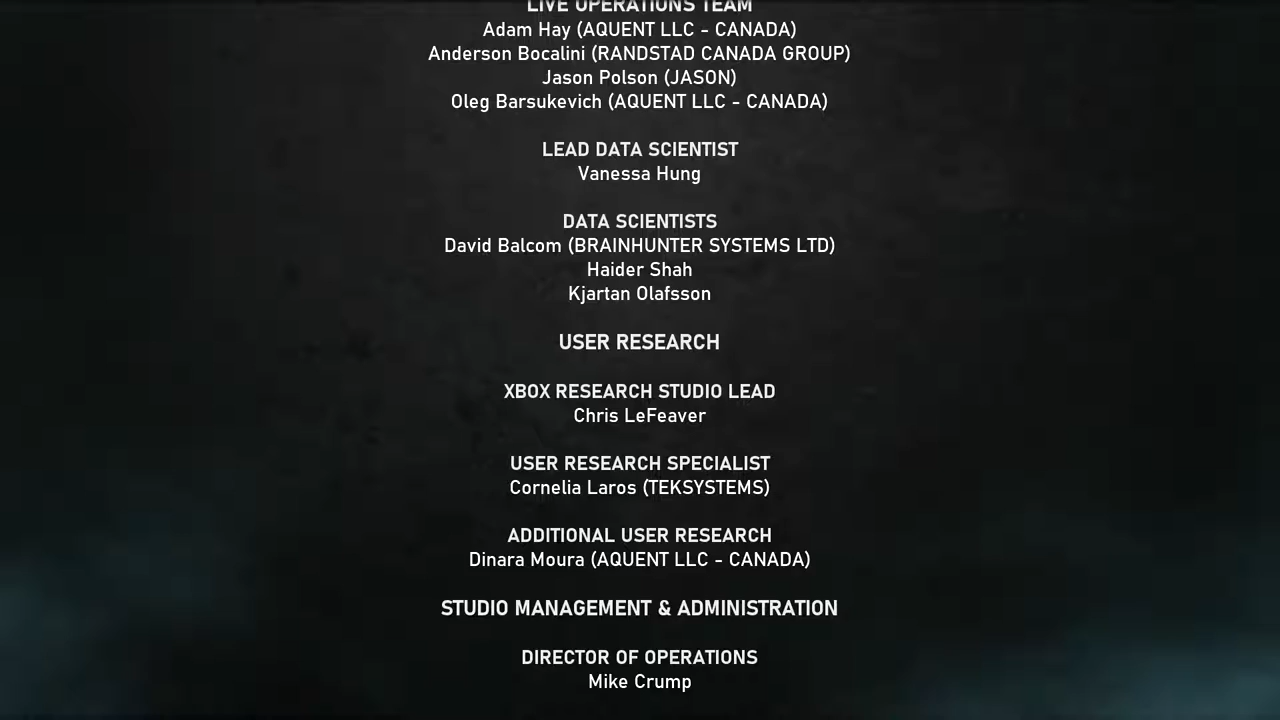 LIVE OPERATIONS TEAM
Adam Hay (AQUENT LLC - CANADA)
Anderson Bocalini (RANDSTAD CANADA GROUP)
Jason Polson (JASON)
Oleg Barsukevich (AQUENT LLC - CANADA)
LEAD DATA SCIENTIST
Vanessa Hung
DATA SCIENTISTS
David Balcom (BRAINHUNTER SYSTEMS LTD)
Haider Shah
Kjartan Olafsson
USER RESEARCH
XBOX RESEARCH STUDIO LEAD
Chris LeFeaver
USER RESEARCH SPECIALIST
Cornelia Laros (TEKSYSTEMS)
ADDITIONAL USER RESEARCH
Dinara Moura (AQUENT LLC - CANADA)
STUDIO MANAGEMENT & ADMINISTRATION
DIRECTOR OF OPERATIONS
Mike Crump